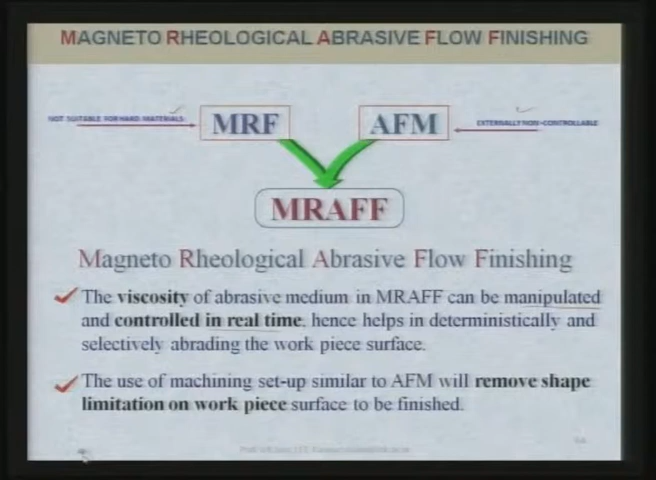 MAGNETO RHEOLOGICAL ABRASIVE FLOW FINISHING
NOT SUITABLE FOR HARD MATERIALS
MRF
AFM
EXTERNALLY NON-CONTROLLABLE
MRAFF
Magneto Rheological Abrasive Flow Finishing
The viscosity of abrasive medium in MRAFF can be manipulated
and controlled in real time, hence helps in deterministically and
selectively abrading the work piece surface.
The use of machining set-up similar to AFM will remove shape
limitation on work piece surface to be finished.